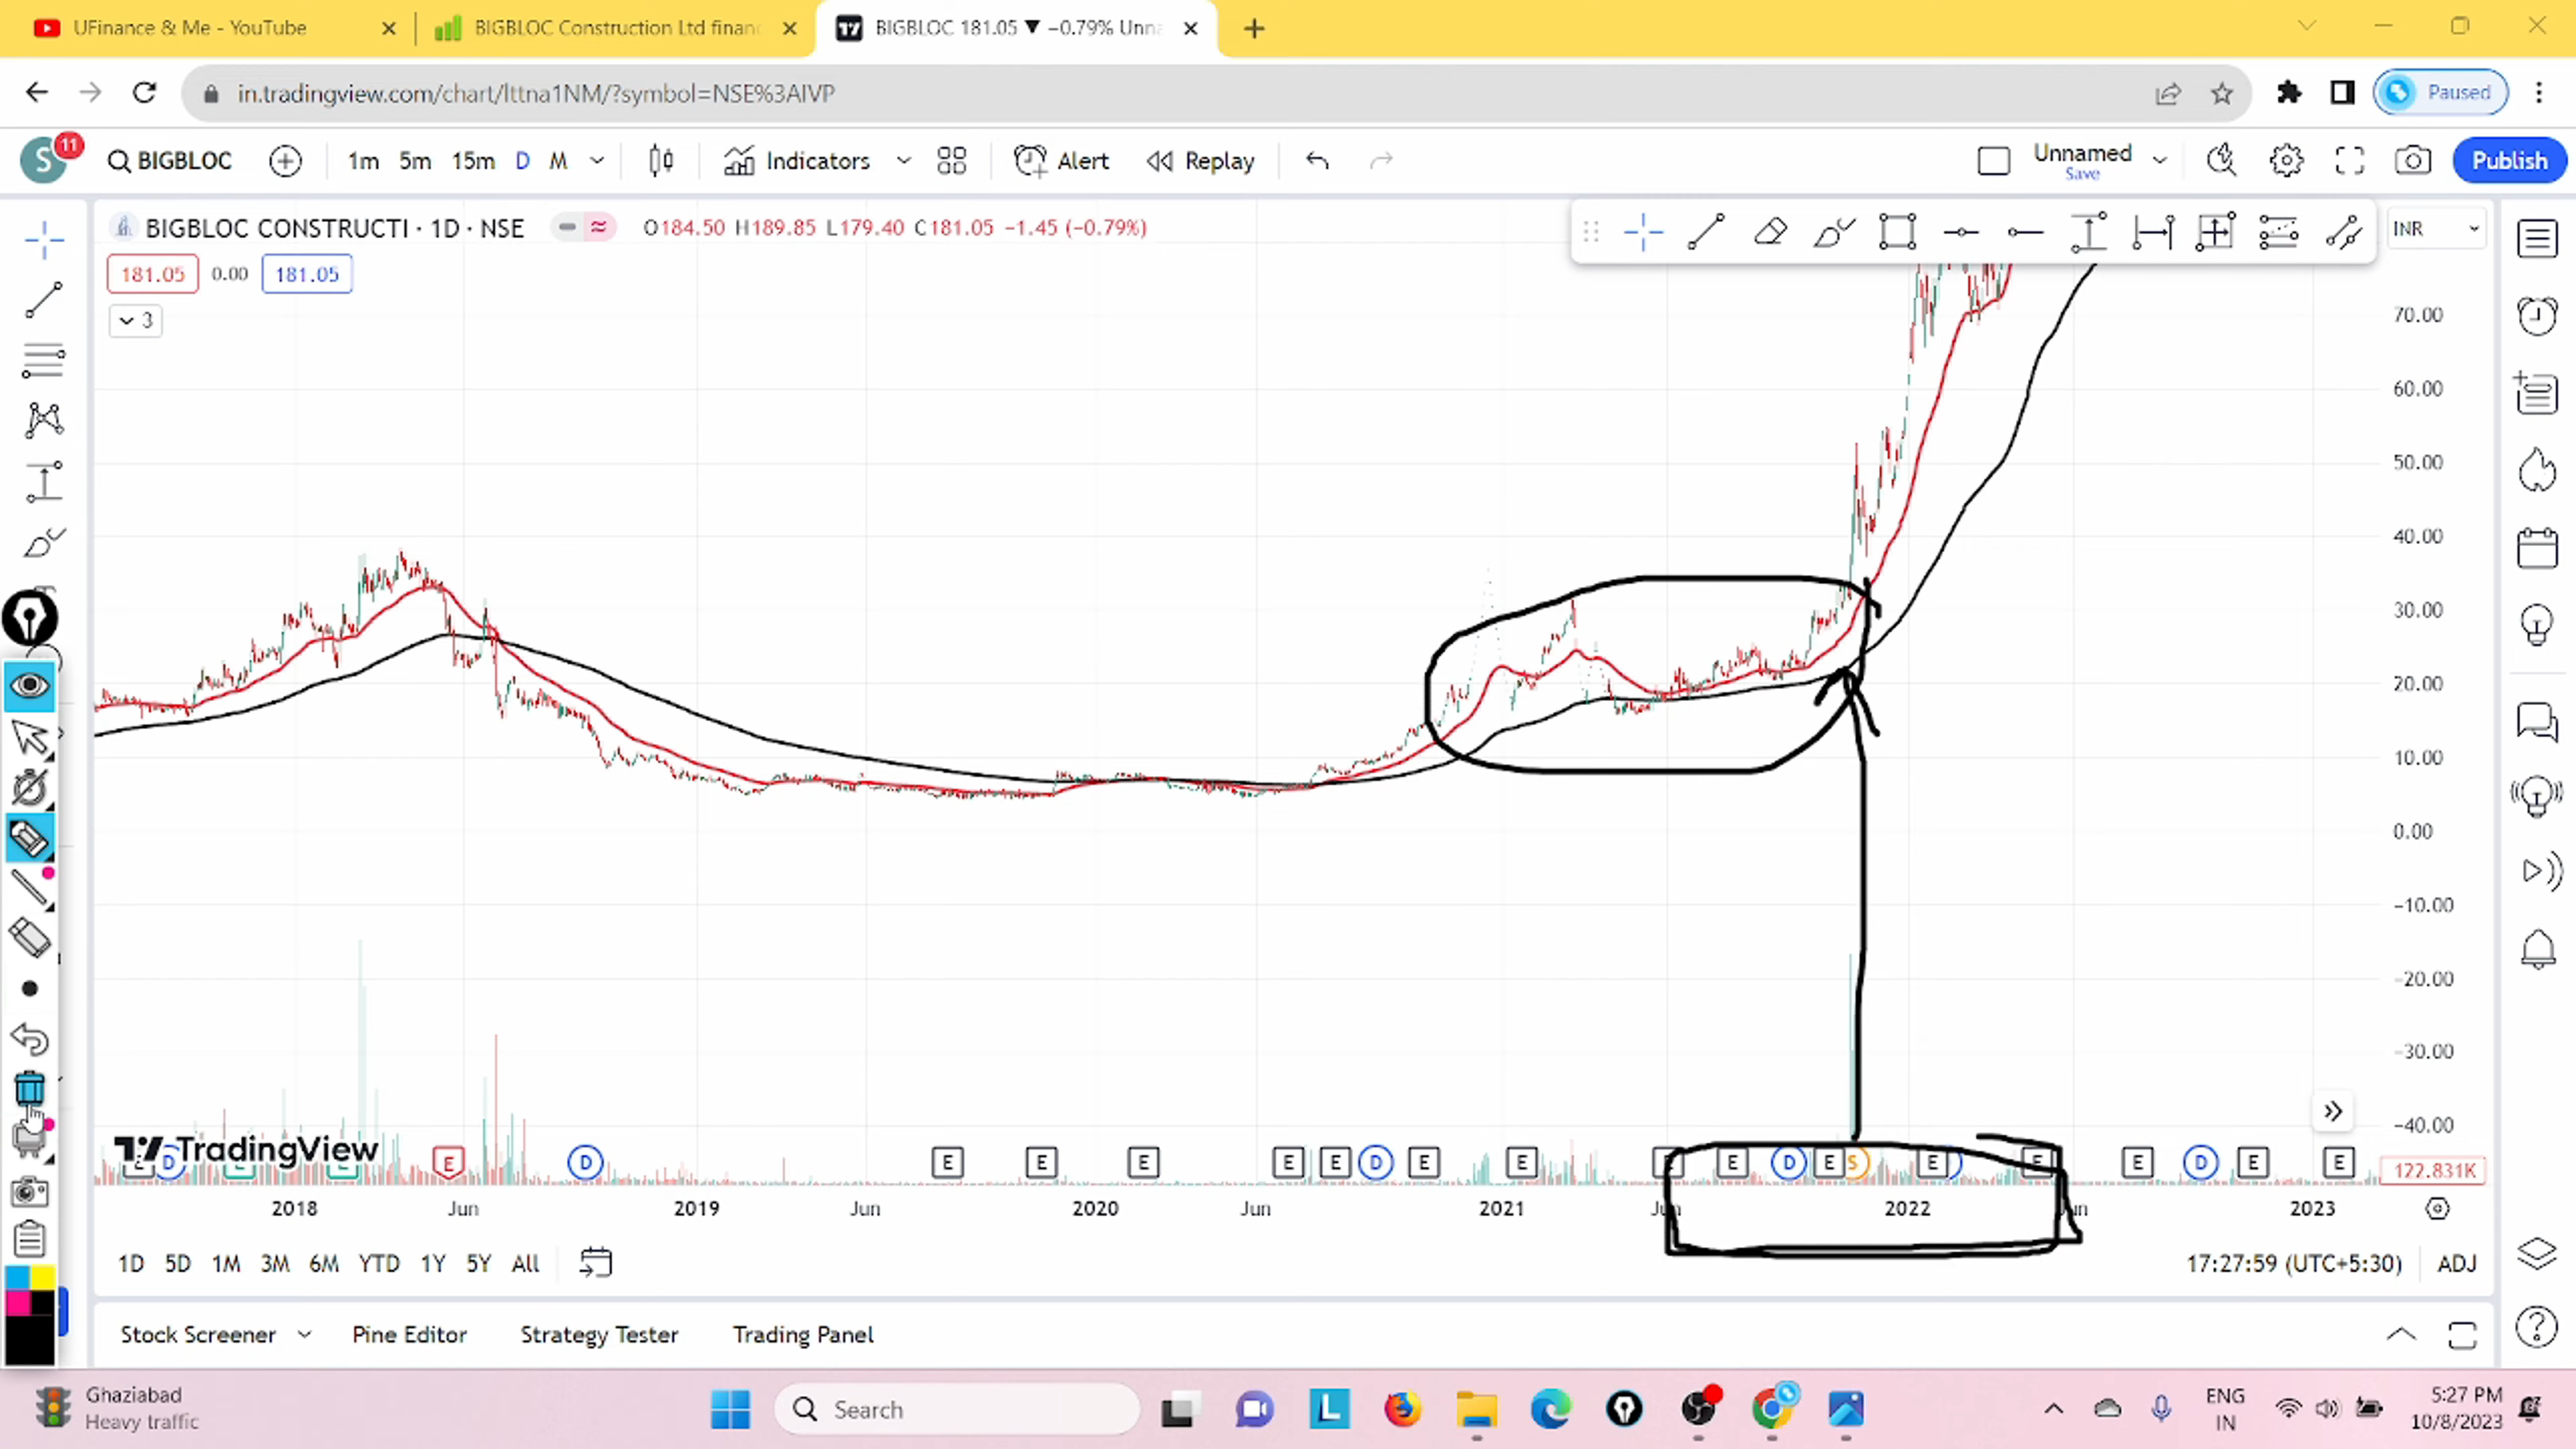 UFinance & Me - YouTube
BIGBLOC Construction Ltd finan
BIGBLOC 181.05 ▼ −0.79% Unna
in.tradingview.com/chart/lttna1NM/?symbol=NSE%3AIVP
Paused
S
11
BIGBLOC
1m 5m 15m D M
Indicators
Alert
Replay
Unnamed
Save
Publish
BIGBLOC CONSTRUCTI · 1D · NSE
O184.50 H189.85 L179.40 C181.05 −1.45 (−0.79%)
INR
181.05 0.00 181.05
3
70.00
60.00
50.00
40.00
30.00
20.00
10.00
0.00
−10.00
−20.00
−30.00
−40.00
TradingView
E D E E E D E E E E E D E E E E D E S E E E D E E
122.831K
2018 Jun 2019 Jun 2020 Jun 2021 2022 2023
1D 5D 1M 3M 6M YTD 1Y 5Y All
17:27:59 (UTC+5:30) ADJ
Stock Screener Pine Editor Strategy Tester Trading Panel
Ghaziabad
Heavy traffic
Search
L
ENG
IN
5:27 PM
10/8/2023